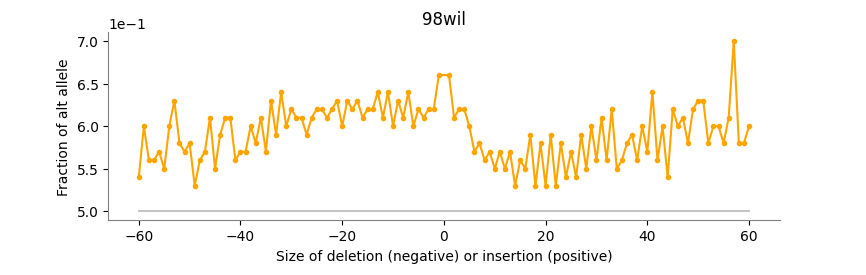 98wil
1e−1
7.0
6.5
6.0
5.5
5.0
Fraction of alt allele
−60 −40 −20 0 20 40 60
Size of deletion (negative) or insertion (positive)